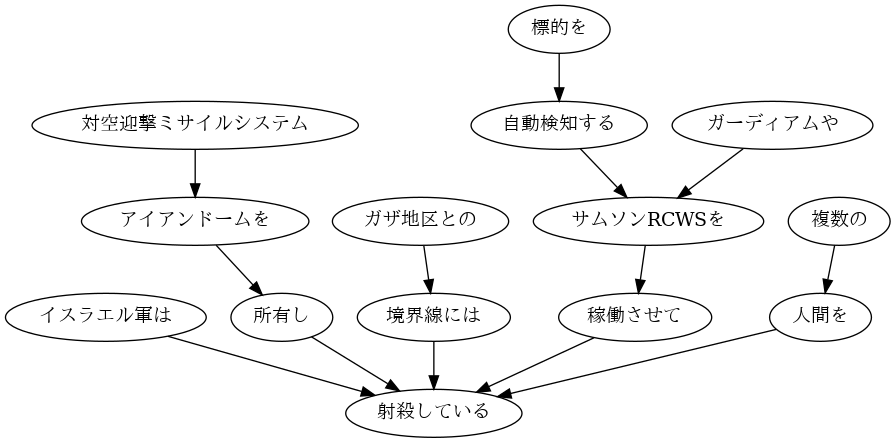 標的を
対空迎撃ミサイルシステム
自動検知する
ガーディアムや
アイアンドームを
ガザ地区との
サムソンRCWSを
複数の
イスラエル軍は
所有し
境界線には
稼働させて
人間を
射殺している